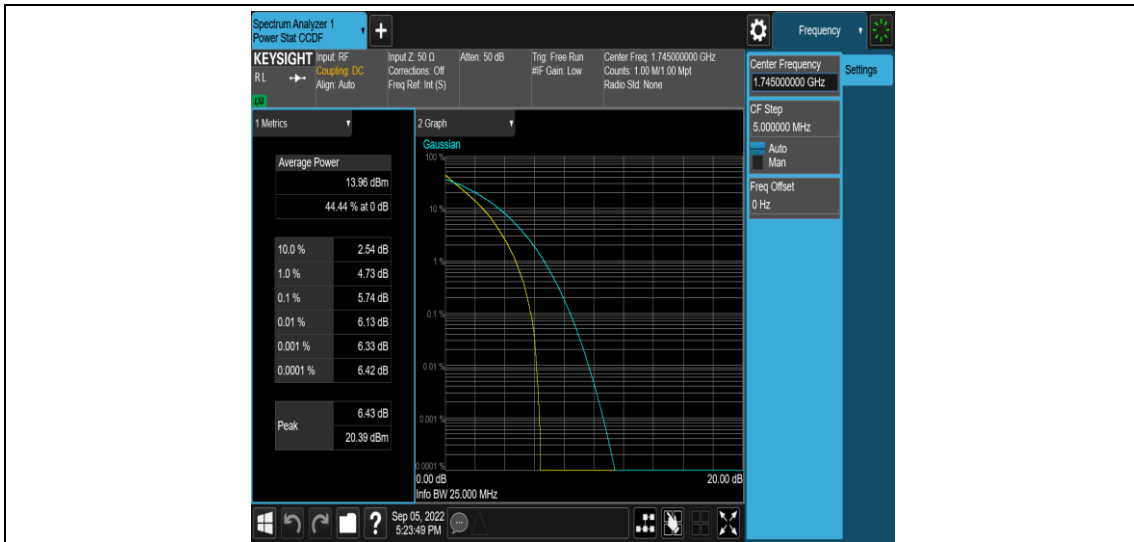 Spectrum Analyzer 1
Power Stat CCDF
Frequency
KEYSIGHT
RL
LXI
Input: RF
Coupling: DC
Align: Auto
Input Z: 50 Ω
Corrections: Off
Freq Ref: Int (S)
Atten: 50 dB
Trig: Free Run
#IF Gain: Low
Center Freq: 1.745000000 GHz
Counts: 1.00 M/1.00 Mpt
Radio Std: None
Center Frequency
1.745000000 GHz
Settings
CF Step
5.000000 MHz
Auto
Man
Freq Offset
0 Hz
1 Metrics
Average Power
13.96 dBm
44.44 % at 0 dB
10.0 % 2.54 dB
1.0 % 4.73 dB
0.1 % 5.74 dB
0.01 % 6.13 dB
0.001 % 6.33 dB
0.0001 % 6.42 dB
Peak
6.43 dB
20.39 dBm
2 Graph
Gaussian
100 %
10 %
1 %
0.1 %
0.01 %
0.001 %
0.0001 %
0.00 dB 20.00 dB
Info BW 25.000 MHz
?
Sep 05, 2022
5:23:49 PM